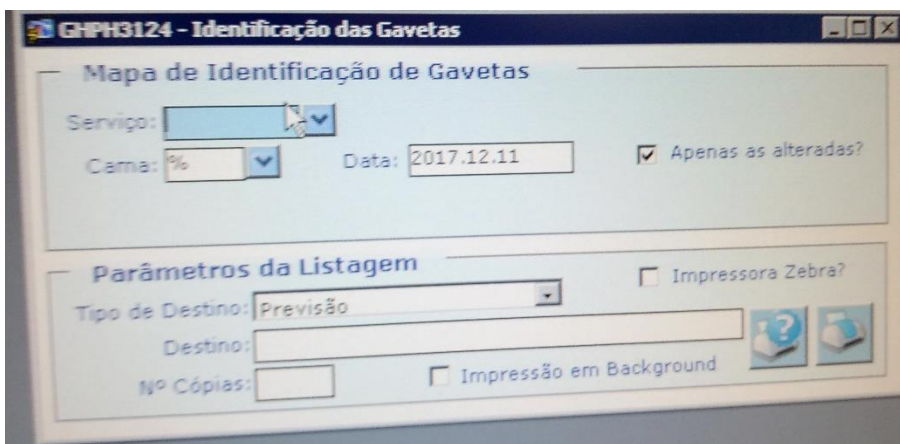 GHPH3124 - Identificação das Gavetas
Mapa de Identificação de Gavetas
Serviço:
Cama: % Data: 2017.12.11 Apenas as alteradas?
Parâmetros da Listagem
Impressora Zebra?
Tipo de Destino: Previsão
Destino:
Nº Cópias: Impressão em Background